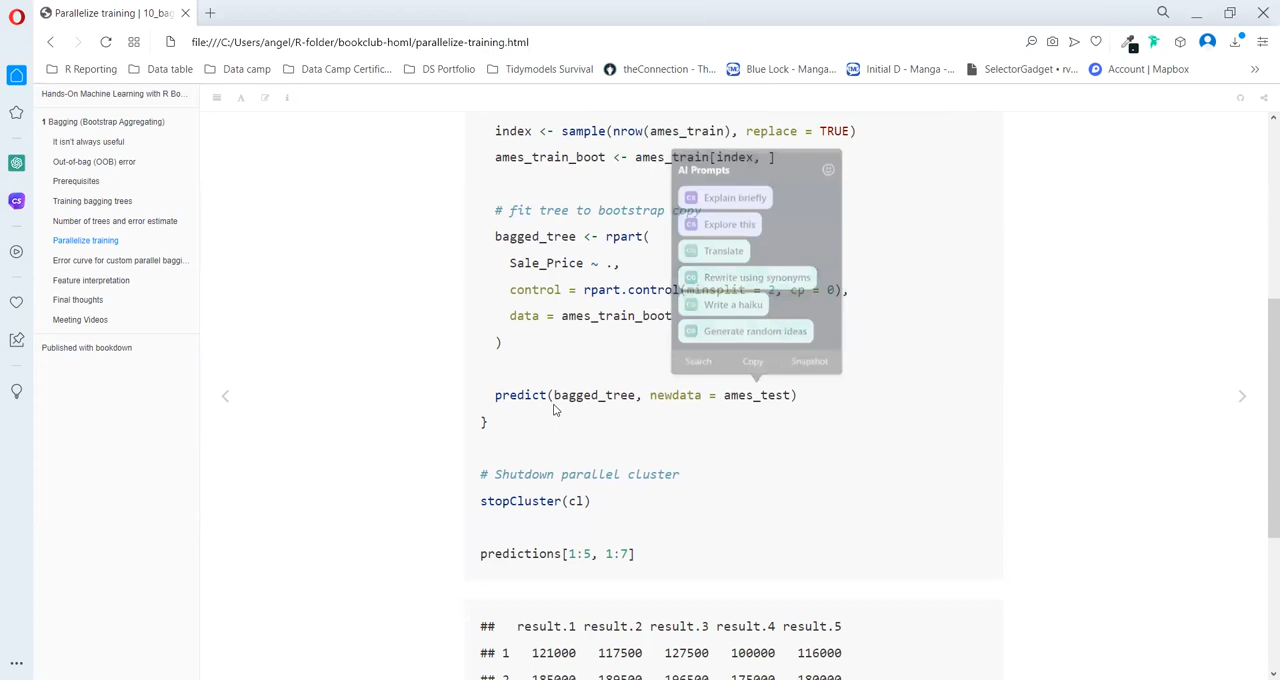 Parallelize training | 10_bag
file:///C:/Users/angel/R-folder/bookclub-homl/parallelize-training.html
R Reporting
Data table
Data camp
Data Camp Certific...
DS Portfolio
Tidymodels Survival
theConnection - Th...
Blue Lock - Manga...
Initial D - Manga -...
SelectorGadget • rv...
Account | Mapbox
Hands-On Machine Learning with R Bo...
1 Bagging (Bootstrap Aggregating)
It isn't always useful
Out-of-bag (OOB) error
Prerequisites
Training bagging trees
Number of trees and error estimate
Parallelize training
Error curve for custom parallel baggi...
Feature interpretation
Final thoughts
Meeting Videos
Published with bookdown
index <- sample(nrow(ames_train), replace = TRUE)
ames_train_boot <- ames_train[index, ]
# fit tree to bootstrap copy
bagged_tree <- rpart(
Sale_Price ~ .,
control = rpart.control(minsplit = 2, cp = 0),
data = ames_train_boot
)
predict(bagged_tree, newdata = ames_test)
}
# Shutdown parallel cluster
stopCluster(cl)
predictions[1:5, 1:7]
AI Prompts
Explain briefly
Explore this
Translate
Rewrite using synonyms
Write a haiku
Generate random ideas
Search Copy Snapshot
## result.1 result.2 result.3 result.4 result.5
## 1 121000 117500 127500 100000 116000
## 2 185000 189500 196500 175000 180000